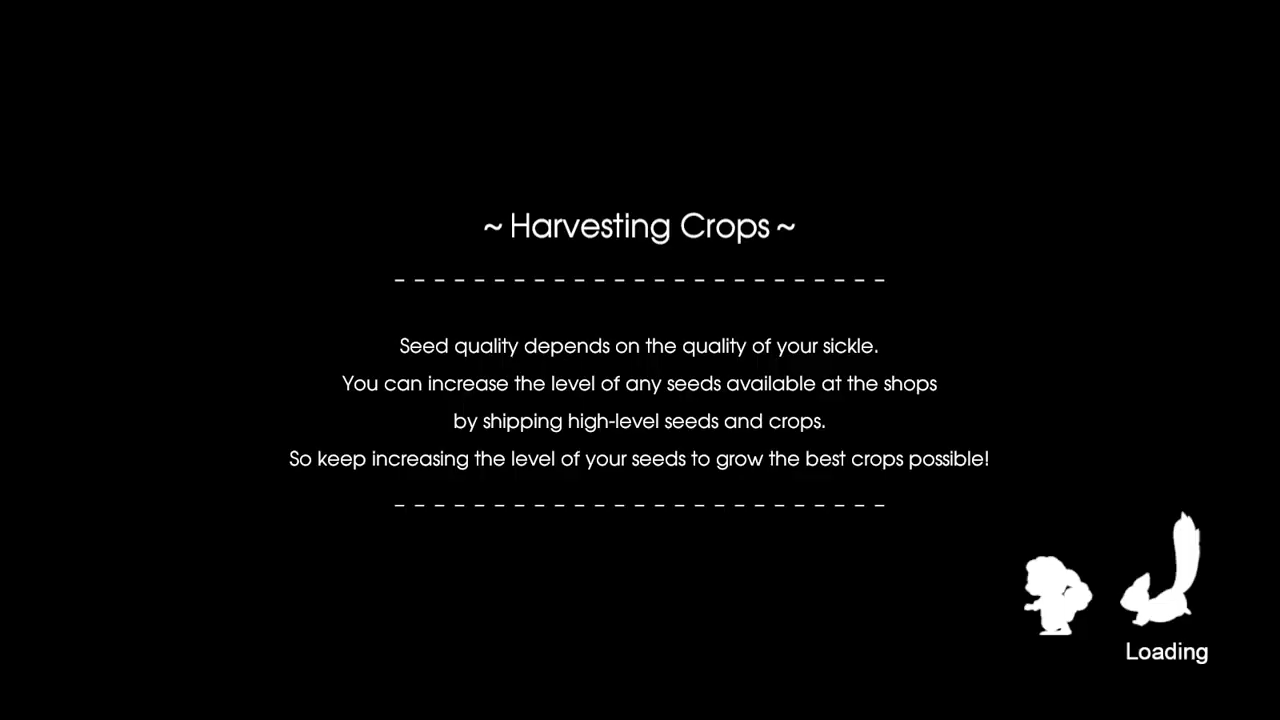 ~ Harvesting Crops ~
Seed quality depends on the quality of your sickle.
You can increase the level of any seeds available at the shops
by shipping high-level seeds and crops.
So keep increasing the level of your seeds to grow the best crops possible!
Loading